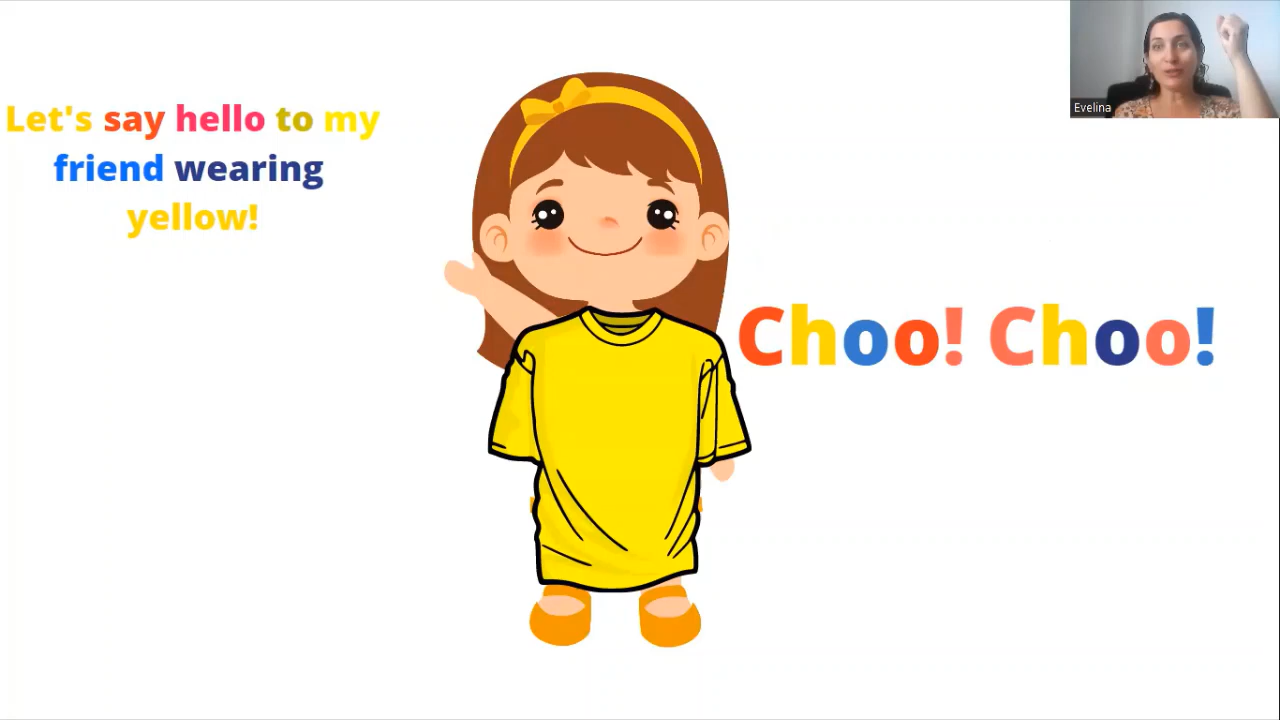 Let's say hello to my
friend wearing
yellow!
Choo! Choo!
Evelina